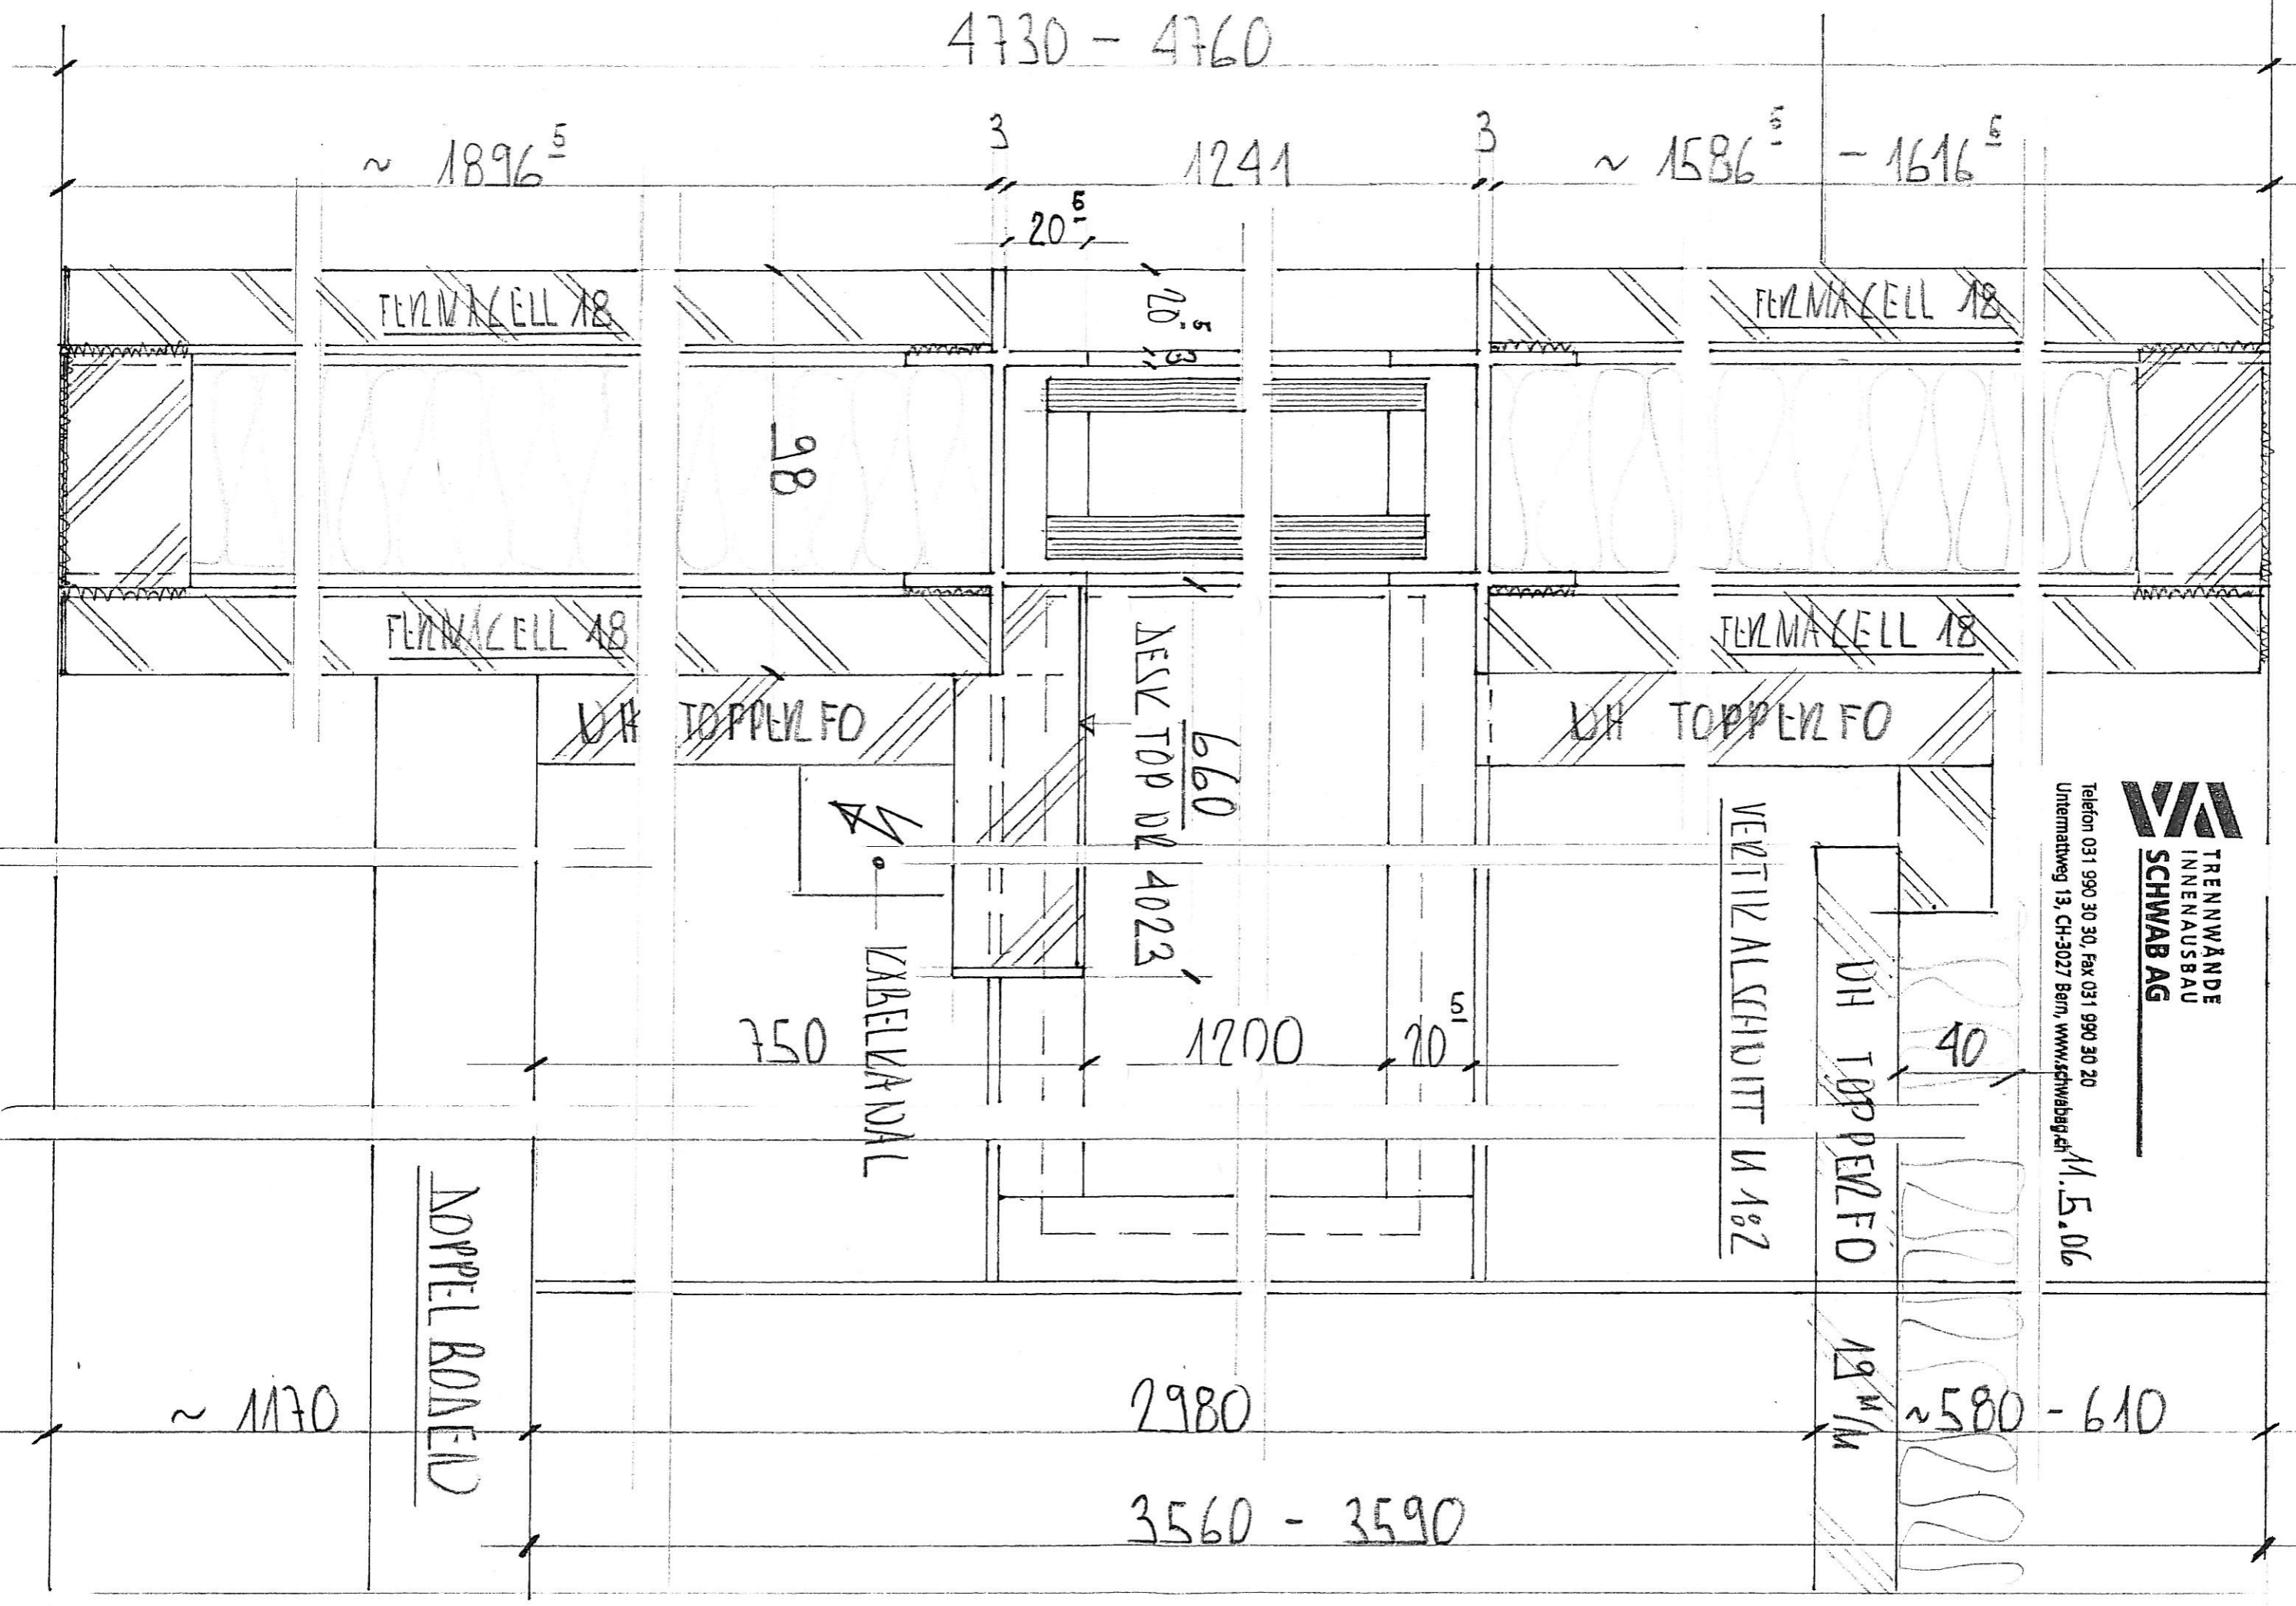 4730 - 4760
~ 1896⁵
3
1241
3
~ 1586⁵ - 1616⁵
20⁵
FERMACELL 18
20⁵
3
FERMACELL 18
98
FERMACELL 18
FERMACELL 18
UH TOPPERFO
UH TOPPERFO
660
DESK TOP NR 4023
KABELKANAL
VERTIKALSCHNITT M 1:2
TRENNWÄNDE
INNENAUSBAU
SCHWAB AG
Telefon 031 990 30 30, Fax 031 990 30 20
Untermattweg 13, CH-3027 Bern, www.schwabag.ch
11.5.06
UH TOPPERFO 19 M/M
750
1200
20⁵
40
DOPPELBODEN
~ 1170
2980
~580 - 610
3560 - 3590